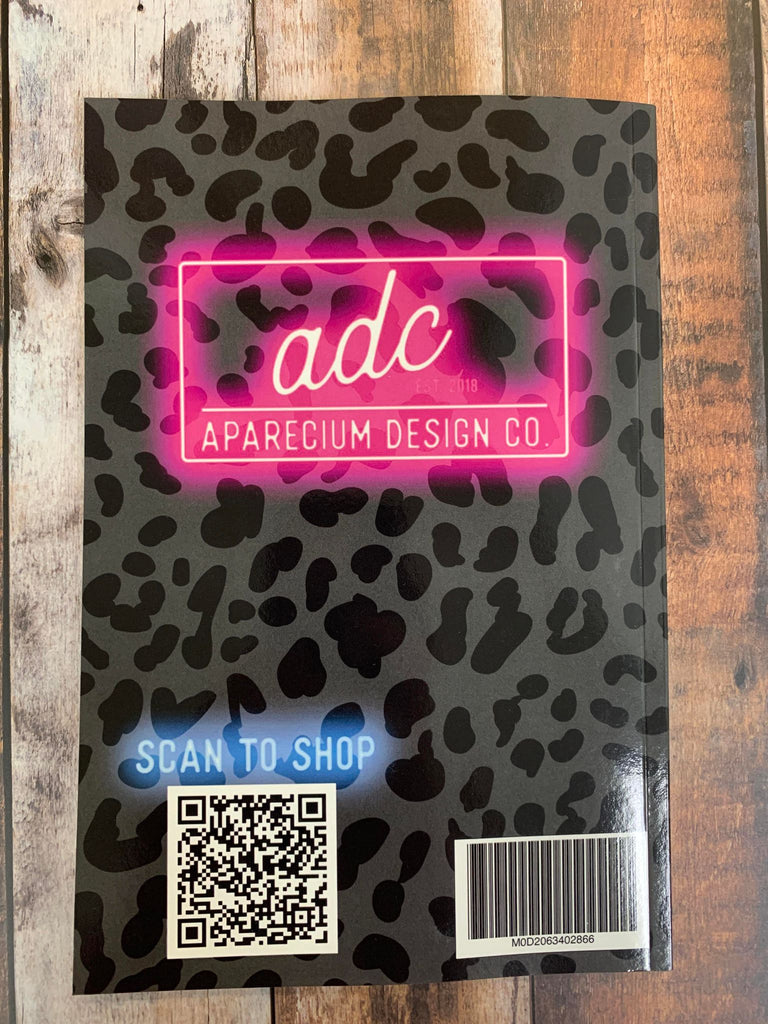 adc
EST. 2018
APARECIUM DESIGN CO.
SCAN TO SHOP
M0D2063402866